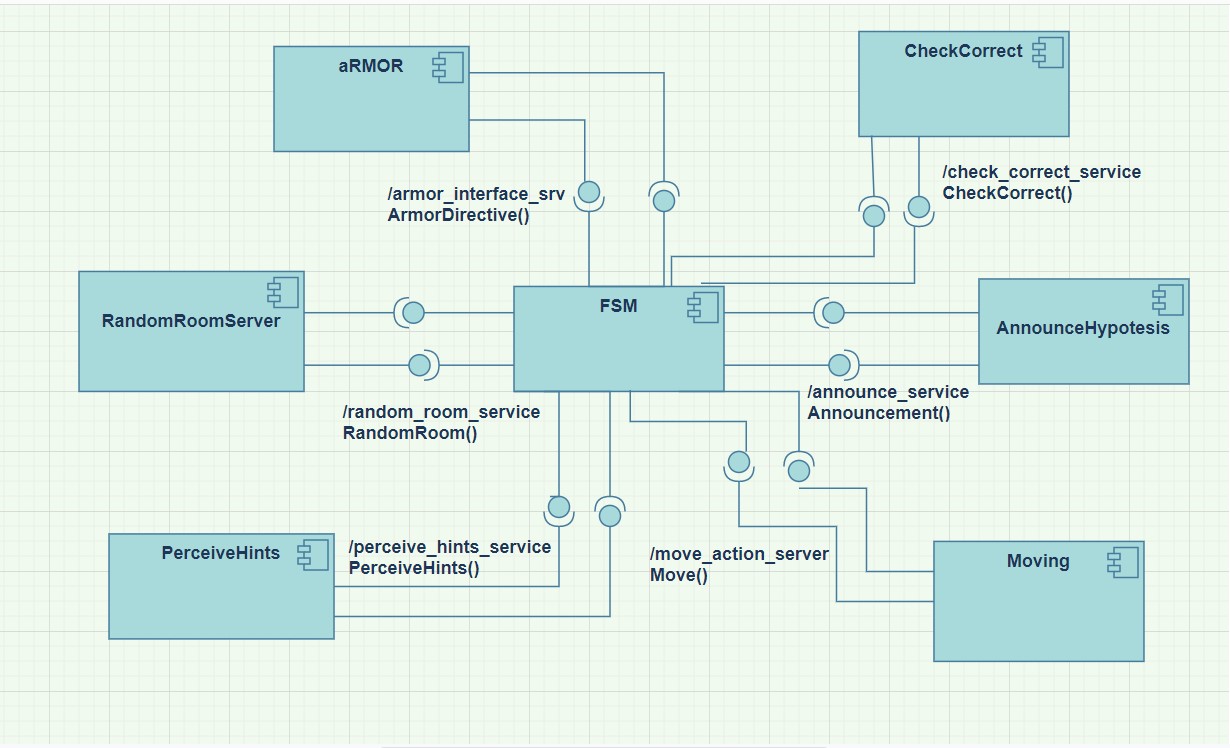 aRMOR
CheckCorrect
/check_correct_service
CheckCorrect()
/armor_interface_srv
ArmorDirective()
RandomRoomServer
FSM
AnnounceHypotesis
/random_room_service
RandomRoom()
/announce_service
Announcement()
PerceiveHints
/perceive_hints_service
PerceiveHints()
/move_action_server
Move()
Moving